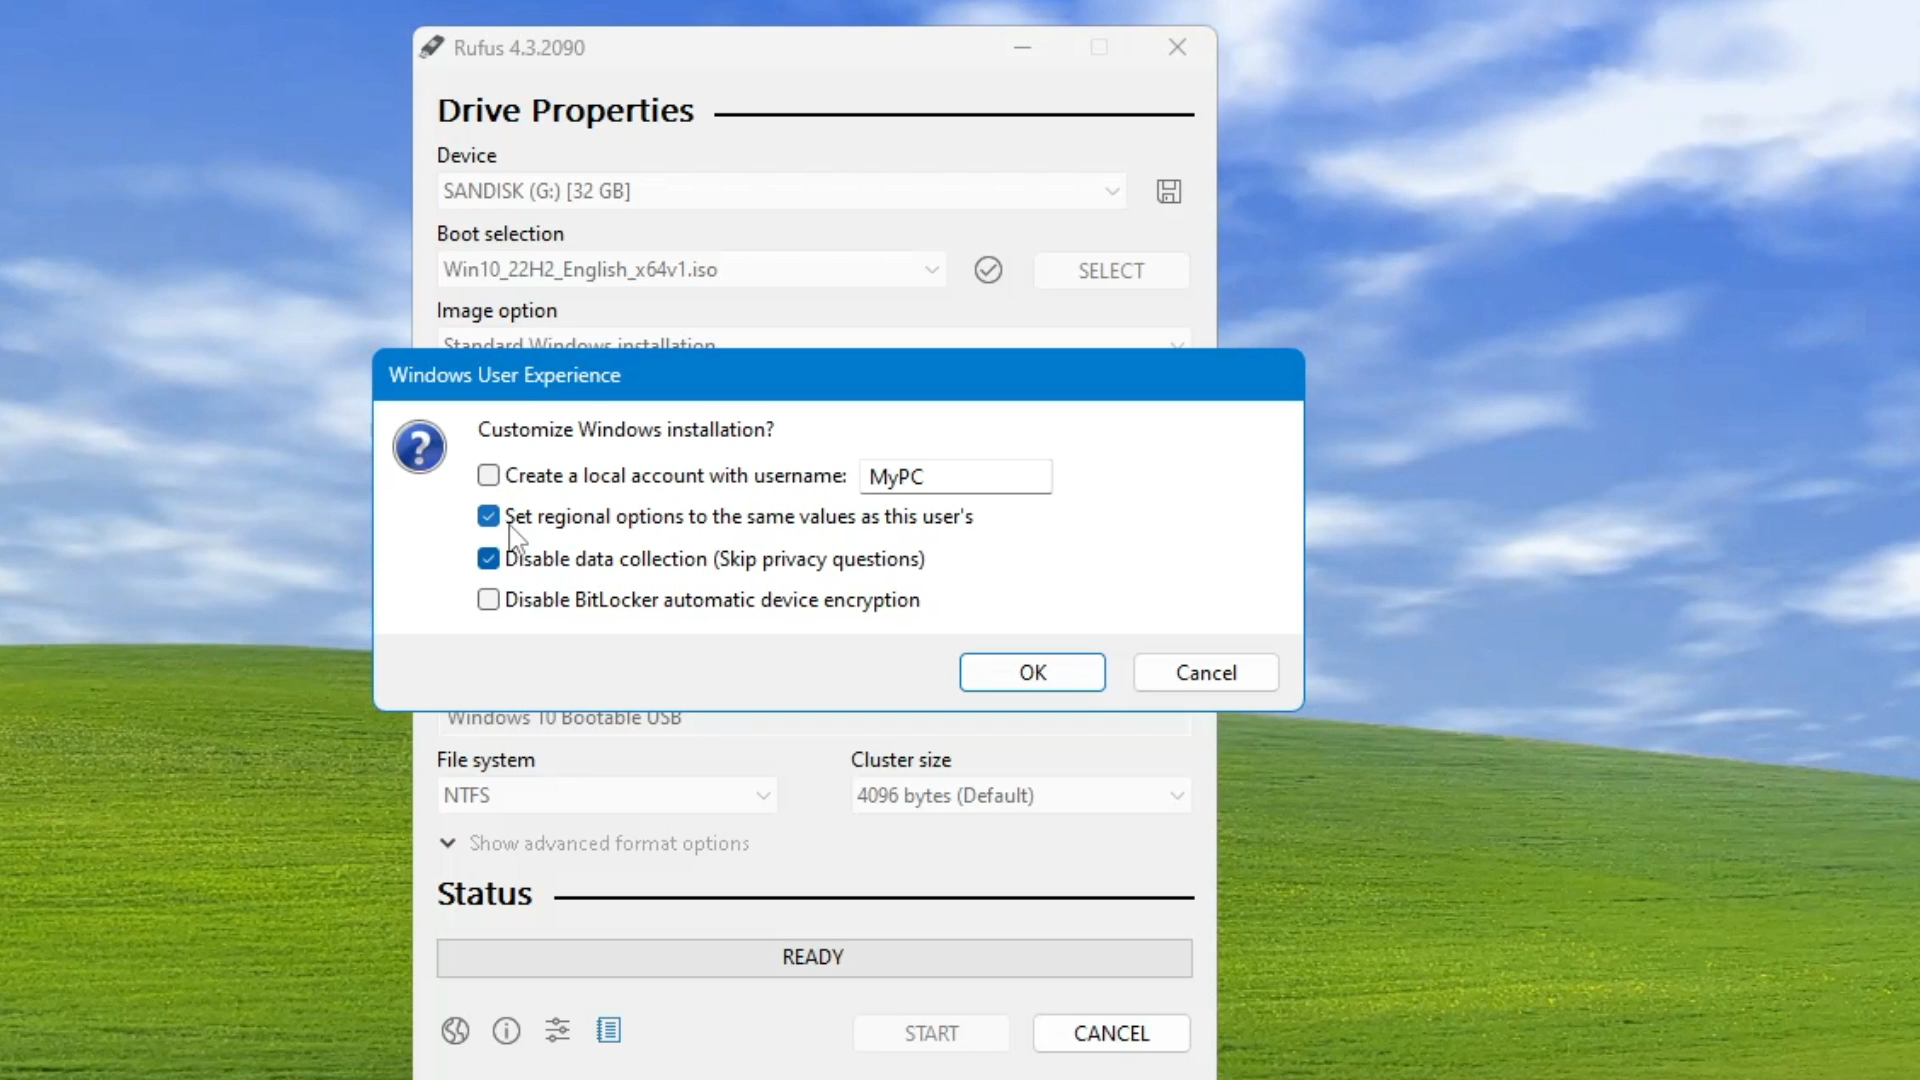 Rufus 4.3.2090
Drive Properties
Device
SANDISK (G:) [32 GB]
Boot selection
Win10_22H2_English_x64v1.iso
SELECT
Image option
Standard Windows installation
Windows User Experience
Customize Windows installation?
Create a local account with username: MyPC
Set regional options to the same values as this user's
Disable data collection (Skip privacy questions)
Disable BitLocker automatic device encryption
OK Cancel
Windows 10 Bootable USB
File system Cluster size
NTFS 4096 bytes (Default)
Show advanced format options
Status
READY
START CANCEL